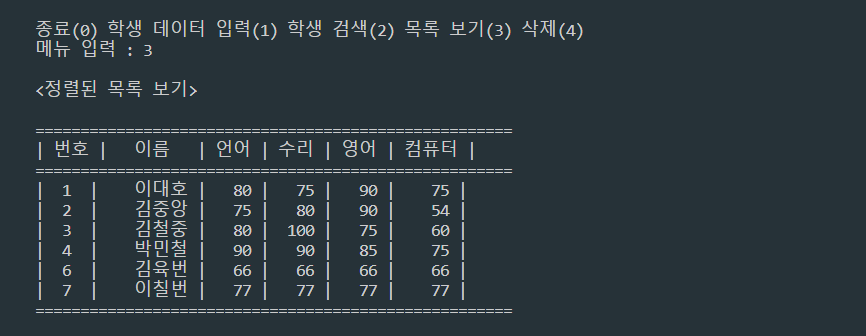 종료(0) 학생 데이터 입력(1) 학생 검색(2) 목록 보기(3) 삭제(4)
메뉴 입력 : 3
<정렬된 목록 보기>
=====================================================
| 번호 |   이름   | 언어 | 수리 | 영어 | 컴퓨터 |
=====================================================
|  1  |    이대호 |   80 |   75 |   90 |    75 |
|  2  |    김중앙 |   75 |   80 |   90 |    54 |
|  3  |    김철중 |   80 |  100 |   75 |    60 |
|  4  |    박민철 |   90 |   90 |   85 |    75 |
|  6  |    김육번 |   66 |   66 |   66 |    66 |
|  7  |    이칠번 |   77 |   77 |   77 |    77 |
=====================================================